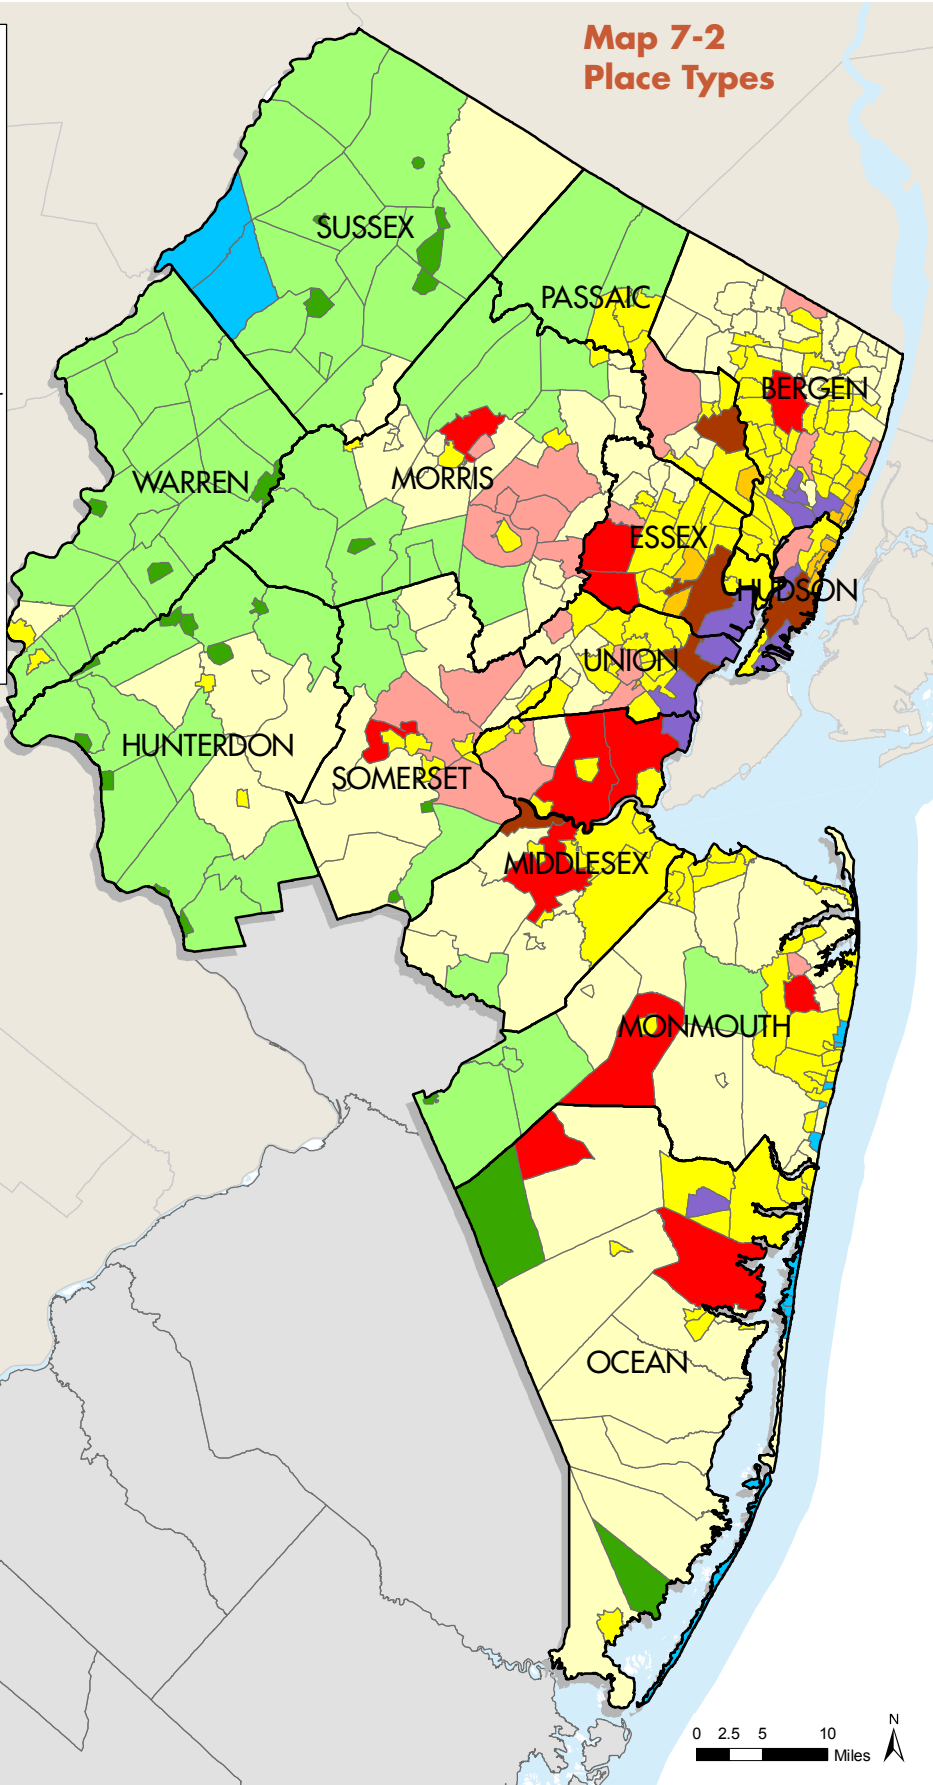 Map 7-2
Place Types
SUSSEX
PASSAIC
BERGEN
WARREN
MORRIS
ESSEX
HUDSON
UNION
HUNTERDON
SOMERSET
MIDDLESEX
MONMOUTH
OCEAN
N
0 2.5 5 10
Miles